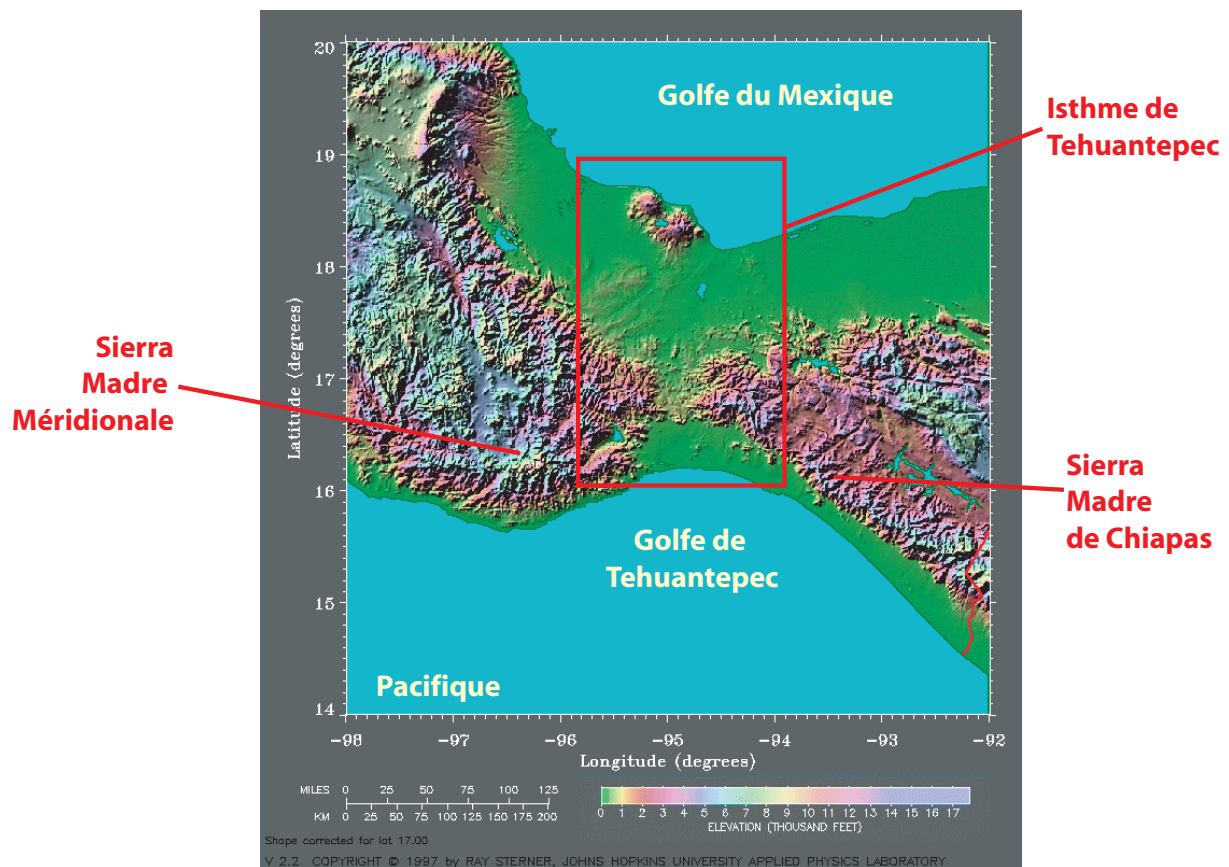 20
Golfe du Mexique
Isthme de
Tehuantepec
19
18
Latitude (degrees)
Sierra
Madre
Méridionale
17
16
Sierra
Madre
de Chiapas
Golfe de
Tehuantepec
15
Pacifique
14
-98 -97 -96 -95 -94 -93 -92
Longitude (degrees)
MILES 0 25 50 75 100 125
KM 0 25 50 75 100 125 150 175 200
0 1 2 3 4 5 6 7 8 9 10 11 12 13 14 15 16 17
ELEVATION (THOUSAND FEET)
Shape corrected for lat 17.00
V 2.2 COPYRIGHT © 1997 by RAY STERNER, JOHNS HOPKINS UNIVERSITY APPLIED PHYSICS LABORATORY